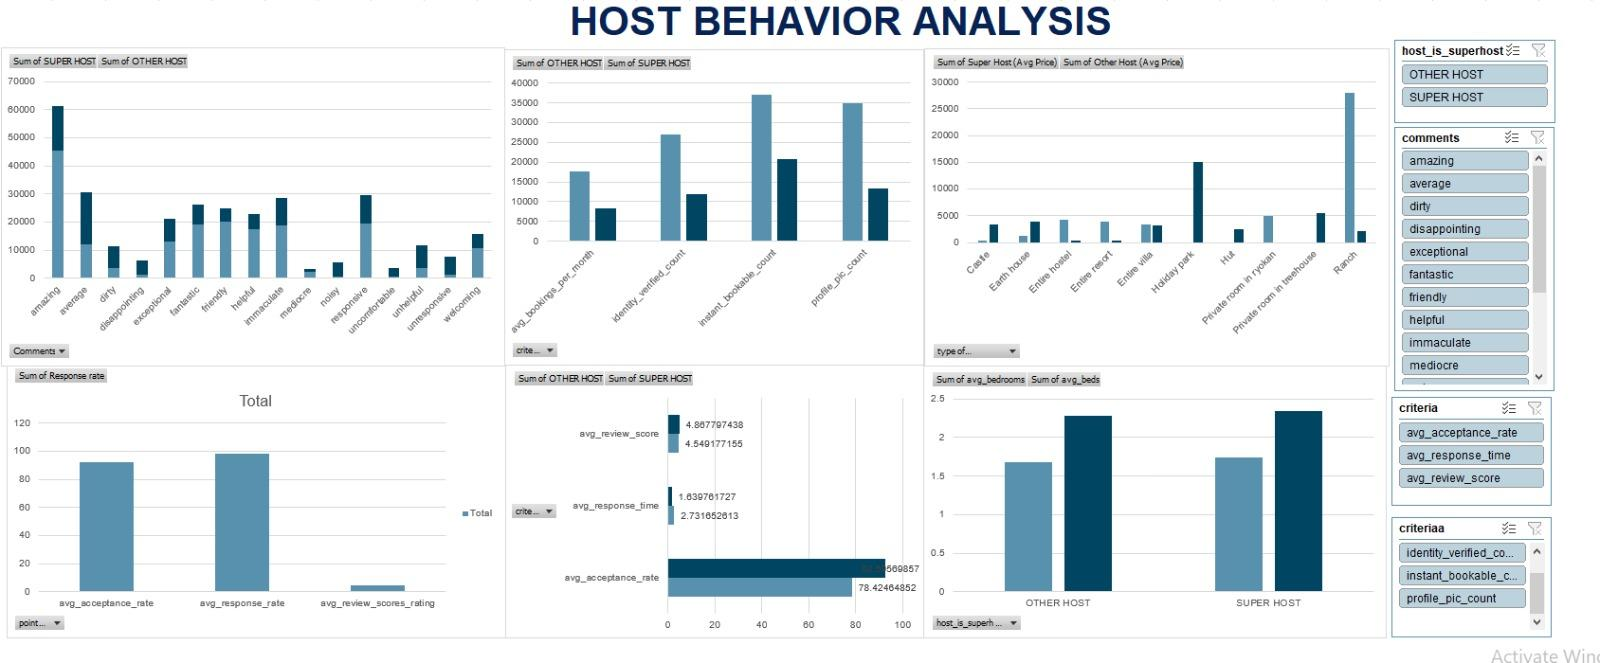 HOST BEHAVIOR ANALYSIS
Sum of SUPER HOST Sum of OTHER HOST
70000
60000
50000
40000
30000
20000
10000
0
amazing
average
dirty
disappointing
exceptional
fantastic
friendly
helpful
immaculate
mediocre
noisy
responsive
uncomfortable
unhelpful
unresponsive
welcoming
Comments
Sum of OTHER HOST Sum of SUPER HOST
40000
35000
30000
25000
20000
15000
10000
5000
0
avg_bookings_per_month
identity_verified_count
instant_bookable_count
profile_pic_count
crite...
Sum of Super Host (Avg Price) Sum of Other Host (Avg Price)
30000
25000
20000
15000
10000
5000
0
Castle
Earth house
Entire hostel
Entire resort
Entire villa
Holiday park
Hut
Private room in ryokan
Private room in treehouse
Ranch
type of...
host_is_superhost
OTHER HOST
SUPER HOST
comments
amazing
average
dirty
disappointing
exceptional
fantastic
friendly
helpful
immaculate
mediocre
Sum of Response rate
Total
120
100
80
60
40
20
0
avg_acceptance_rate
avg_response_rate
avg_review_scores_rating
Total
point...
Sum of OTHER HOST Sum of SUPER HOST
avg_review_score
4.867797438
4.549177155
avg_response_time
1.639761727
2.731652613
avg_acceptance_rate
78.42464852
0 20 40 60 80 100
crite...
Sum of avg_bedrooms Sum of avg_beds
2.5
2
1.5
1
0.5
0
OTHER HOST
SUPER HOST
host_is_superh...
criteria
avg_acceptance_rate
avg_response_time
avg_review_score
criteriaa
identity_verified_co...
instant_bookable_c...
profile_pic_count
Activate Wind